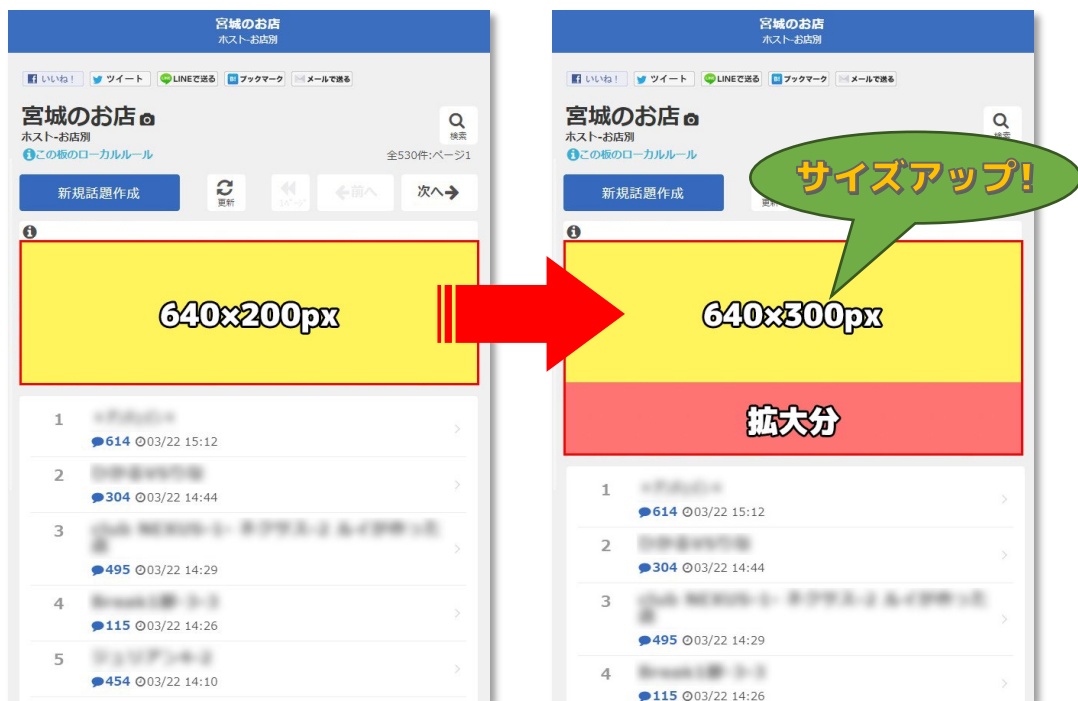 宮城のお店
ホスト-お店別
いいね!
ツイート
LINEで送る
ブックマーク
メールで送る
宮城のお店
ホスト-お店別
検索
この板のローカルルール
全530件:ページ1
新規話題作成
更新
前へ
次へ
640×200px
1
614 03/22 15:12
2
304 03/22 14:44
3
495 03/22 14:29
4
115 03/22 14:26
5
454 03/22 14:10
宮城のお店
ホスト-お店別
いいね!
ツイート
LINEで送る
ブックマーク
メールで送る
宮城のお店
ホスト-お店別
検索
この板のローカルルール
サイズアップ!
新規話題作成
640×300px
拡大分
1
614 03/22 15:12
2
304 03/22 14:44
3
495 03/22 14:29
4
115 03/22 14:26